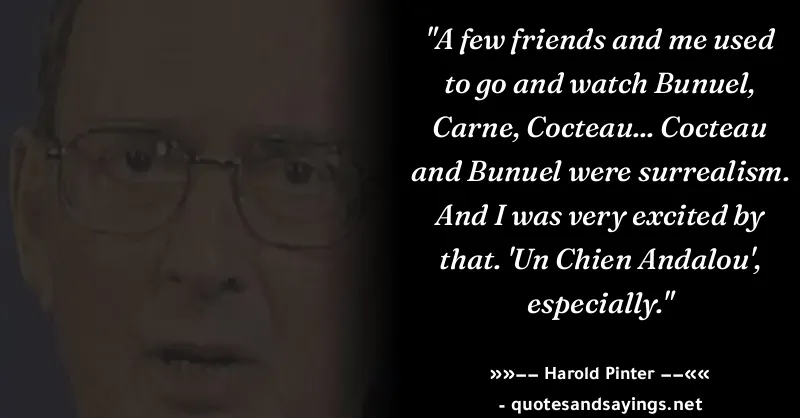 "A few friends and me used
to go and watch Bunuel,
Carne, Cocteau... Cocteau
and Bunuel were surrealism.
And I was very excited by
that. 'Un Chien Andalou',
especially."
»»–– Harold Pinter ––««
- quotesandsayings.net